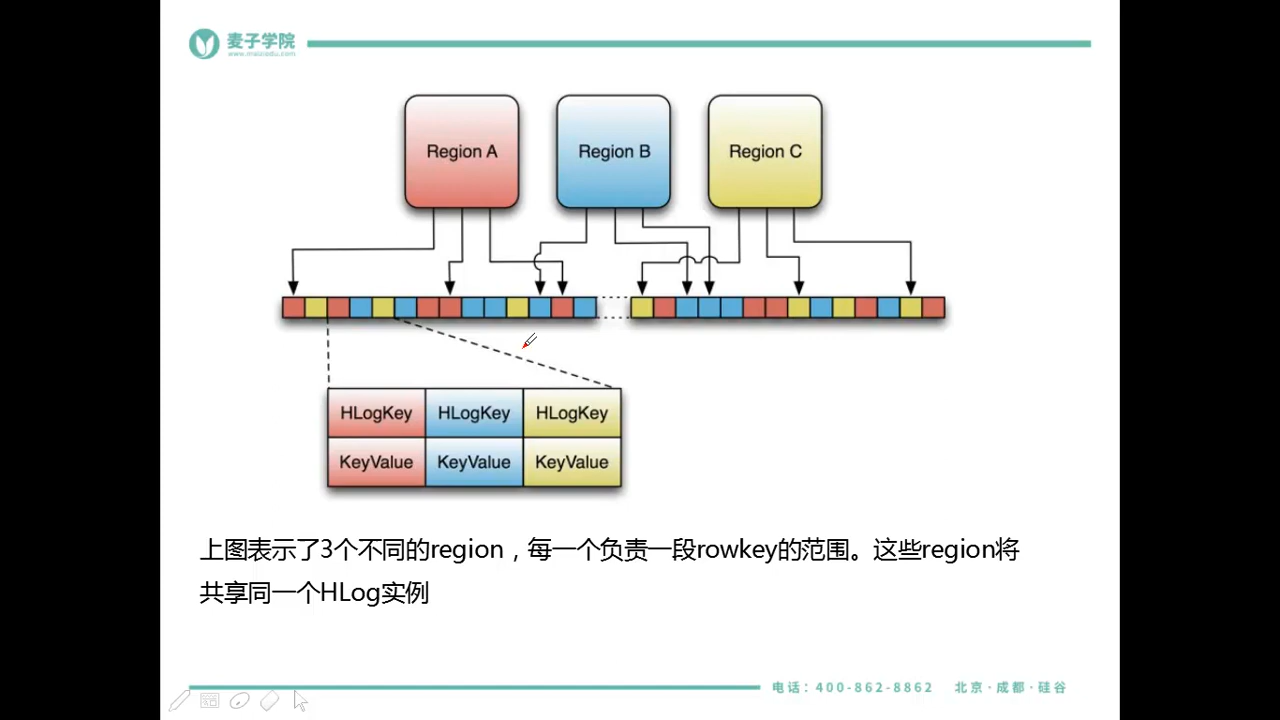 麦子学院
www.maiziedu.com
Region A
Region B
Region C
HLogKey HLogKey HLogKey
KeyValue KeyValue KeyValue
上图表示了3个不同的region，每一个负责一段rowkey的范围。这些region将
共享同一个HLog实例
电话：400-862-8862 北京·成都·硅谷